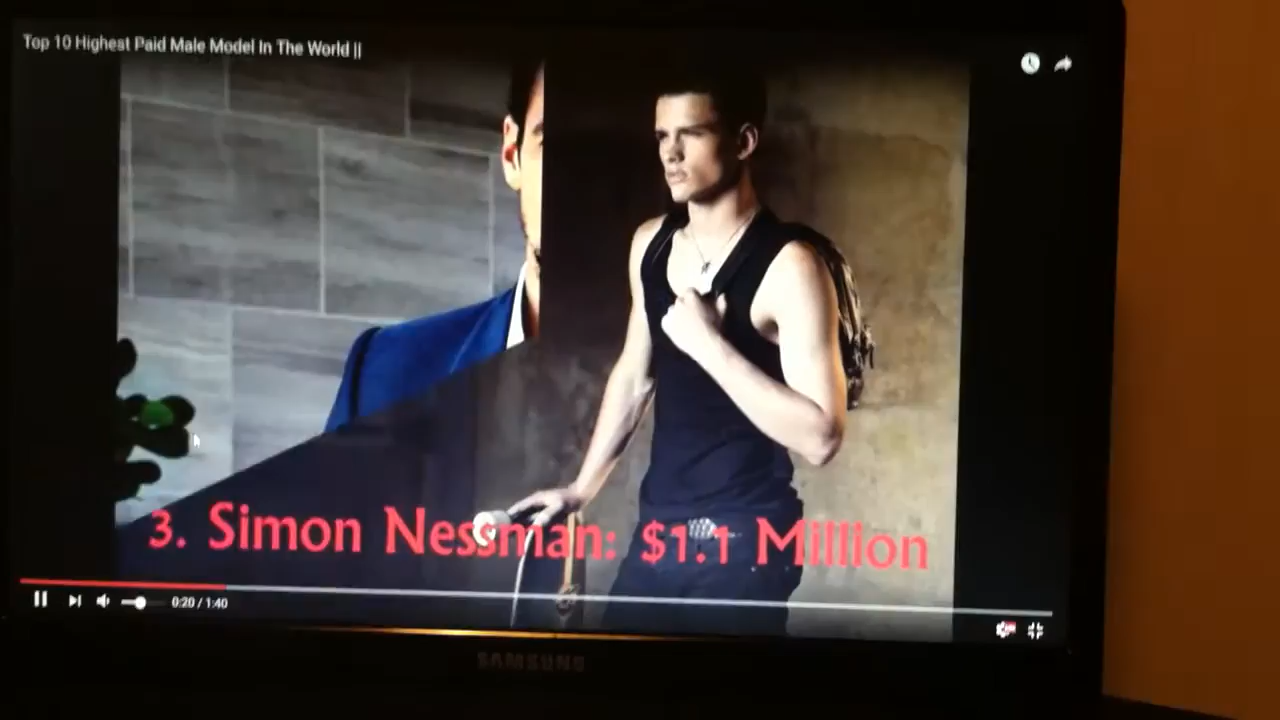 Top 10 Highest Paid Male Model In The World ||
3. Simon Nessman: $1.1 Million
0:20 / 1:40
SAMSUNG